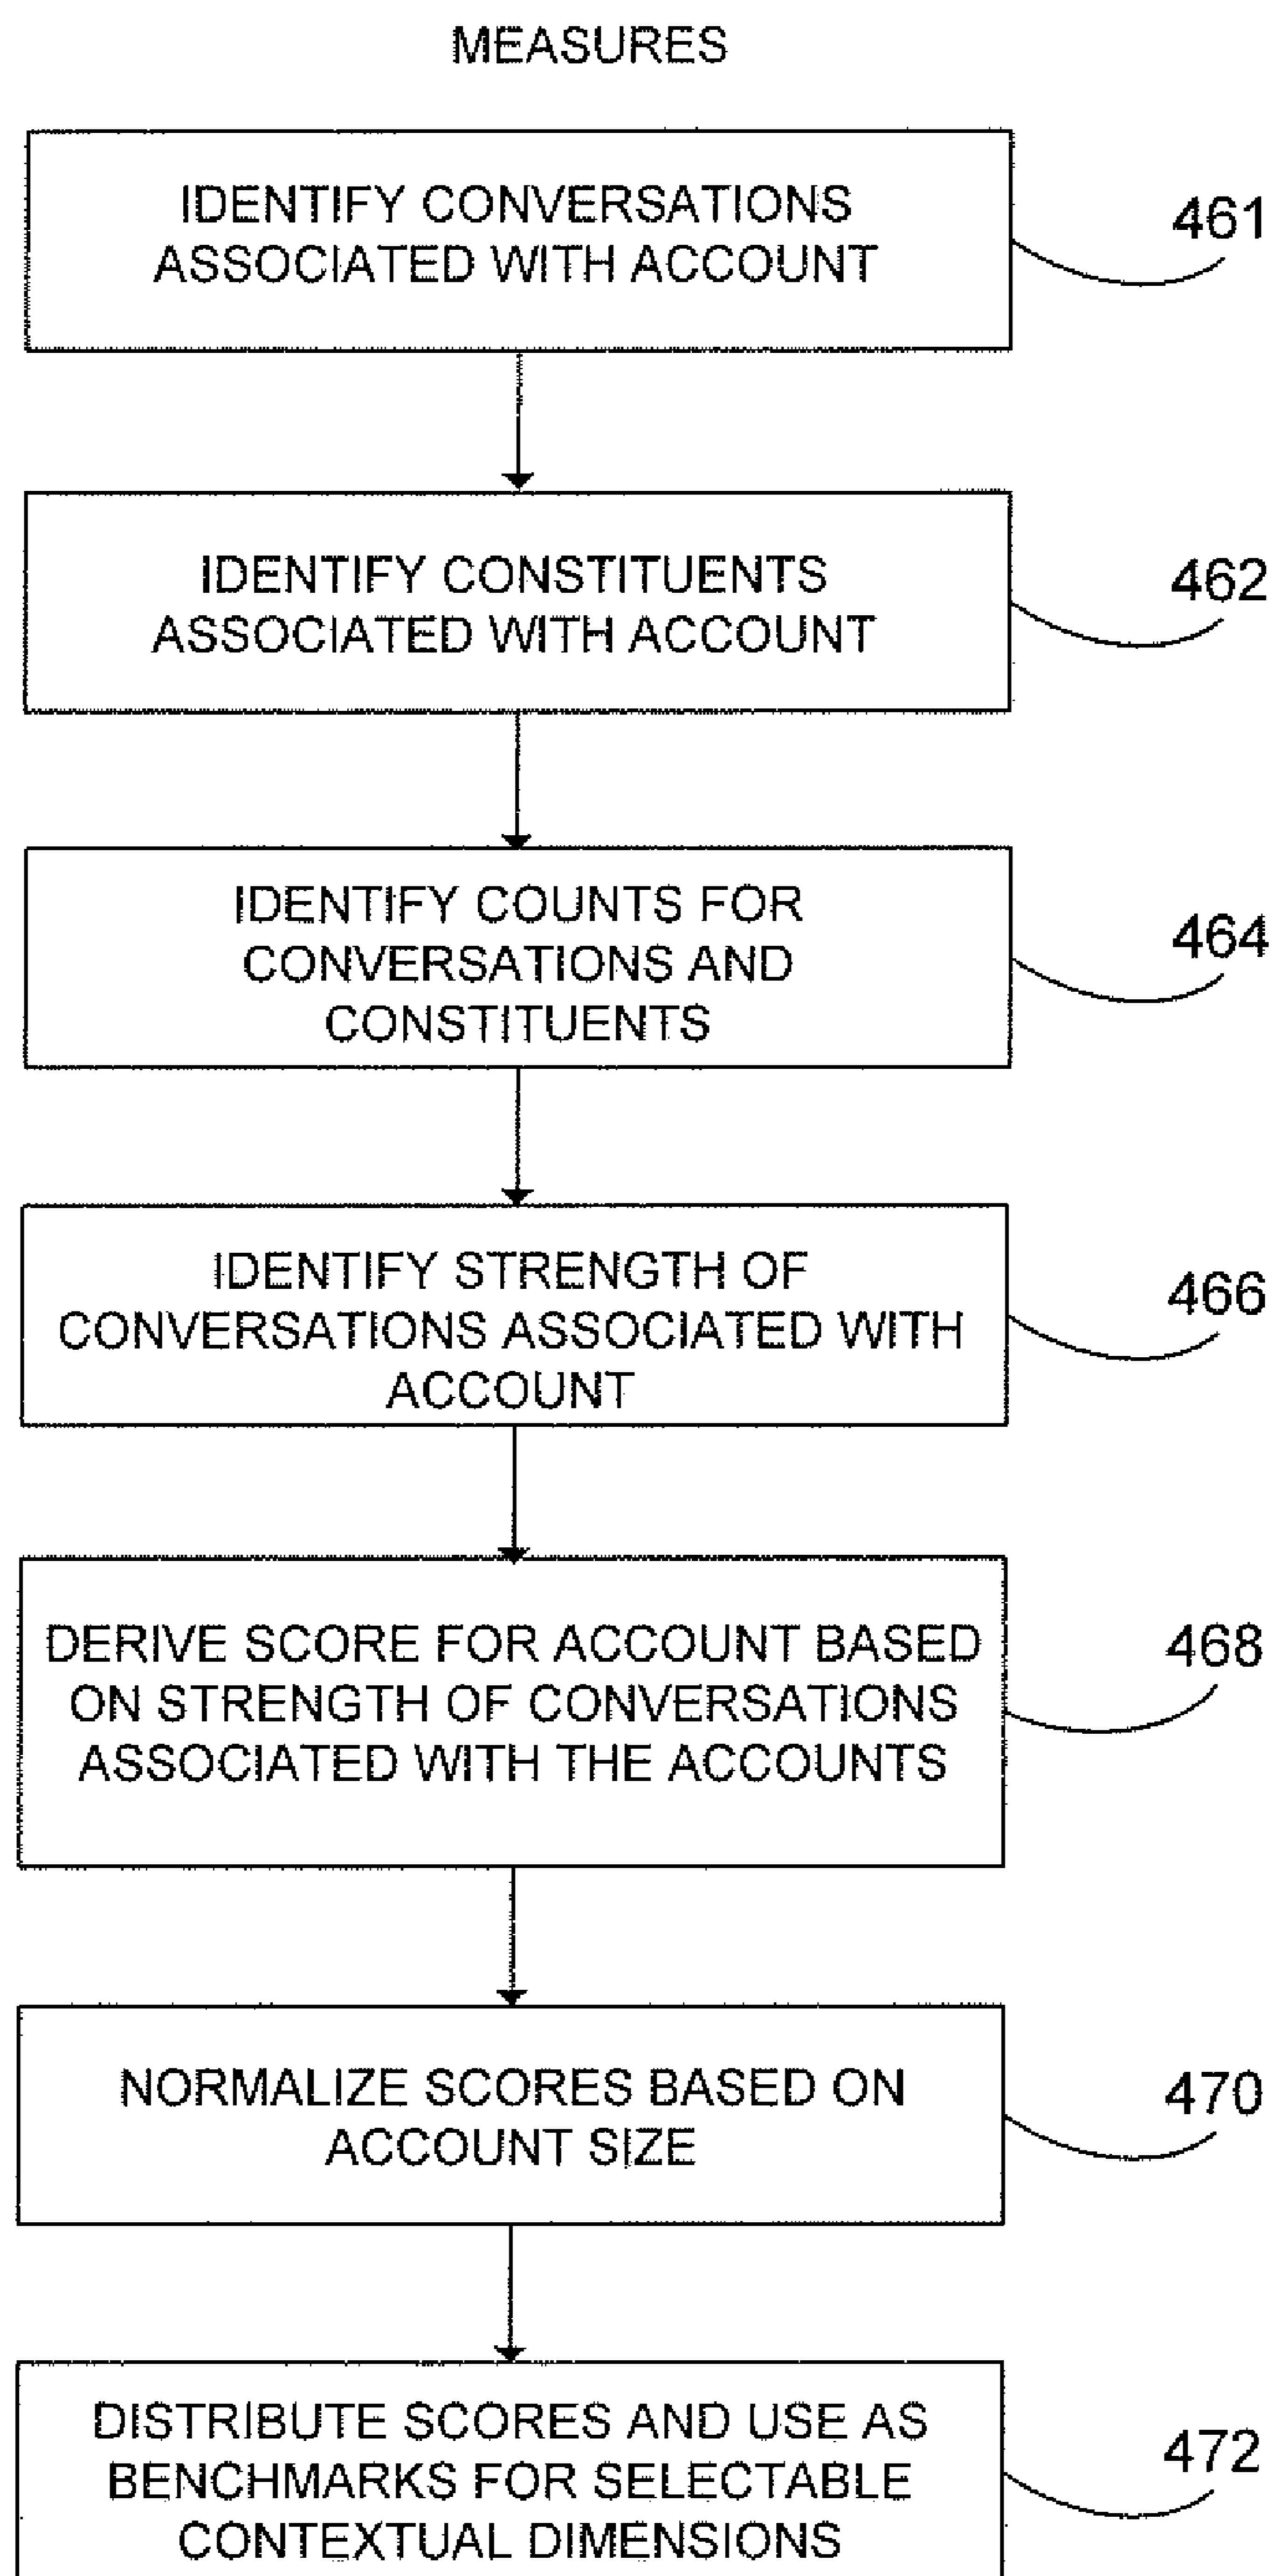 MEASURES
IDENTIFY CONVERSATIONS
ASSOCIATED WITH ACCOUNT
461
IDENTIFY CONSTITUENTS
ASSOCIATED WITH ACCOUNT
462
IDENTIFY COUNTS FOR
CONVERSATIONS AND
CONSTITUENTS
464
IDENTIFY STRENGTH OF
CONVERSATIONS ASSOCIATED WITH
ACCOUNT
466
DERIVE SCORE FOR ACCOUNT BASED
ON STRENGTH OF CONVERSATIONS
ASSOCIATED WITH THE ACCOUNTS
468
NORMALIZE SCORES BASED ON
ACCOUNT SIZE
470
DISTRIBUTE SCORES AND USE AS
BENCHMARKS FOR SELECTABLE
CONTEXTUAL DIMENSIONS
472